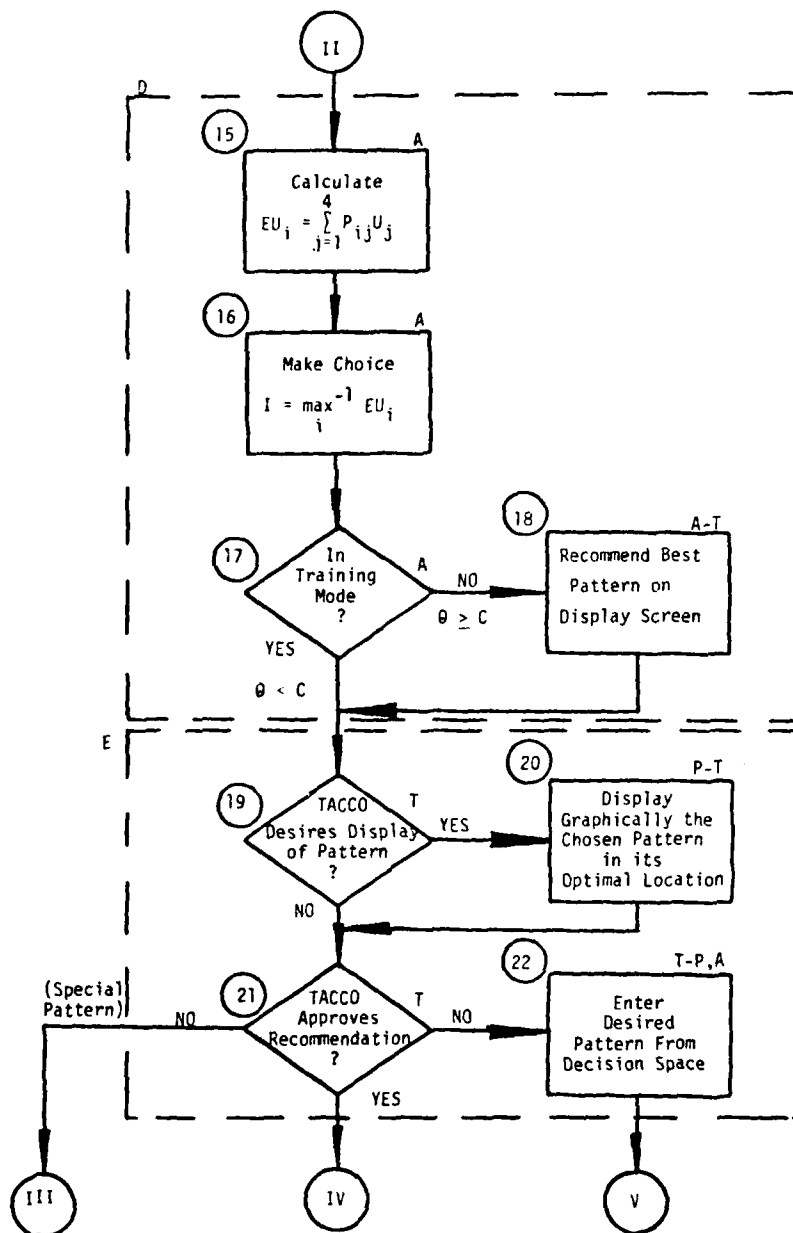 II
D
15
A
Calculate
4
EU_i = Σ P_ij U_j
j=1
16
A
Make Choice
I = max^-1 EU_i
i
17
In
Training
Mode
?
A
NO
θ ≥ C
YES
θ < C
18
A-T
Recommend Best
Pattern on
Display Screen
E
19
TACCO
Desires Display
of Pattern
?
T
YES
NO
20
P-T
Display
Graphically the
Chosen Pattern
in its
Optimal Location
21
TACCO
Approves
Recommendation
?
T
NO
(Special
Pattern)
NO
YES
22
T-P,A
Enter
Desired
Pattern From
Decision Space
III
IV
V